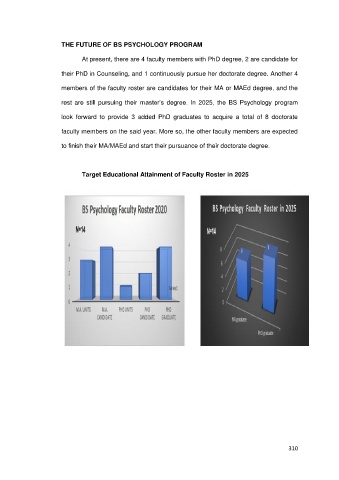 THE FUTURE OF BS PSYCHOLOGY PROGRAM
At present, there are 4 faculty members with PhD degree, 2 are candidate for
their PhD in Counseling, and 1 continuously pursue her doctorate degree. Another 4
members of the faculty roster are candidates for their MA or MAEd degree, and the
rest are still pursuing their master's degree. In 2025, the BS Psychology program
look forward to provide 3 added PhD graduates to acquire a total of 8 doctorate
faculty members on the said year. More so, the other faculty members are expected
to finish their MA/MAEd and start their pursuance of their doctorate degree.
Target Educational Attainment of Faculty Roster in 2025
BS Psychology Faculty Roster 2020
N=14
4
3
2
1
0
M.A. UNITS
M.A. CANDIDATE
PHD UNITS
PHD CANDIDATE
PHD GRADUATE
BS Psychology Faculty Roster in 2025
N=14
8
6
4
2
0
MA graduate
PhD graduate
310